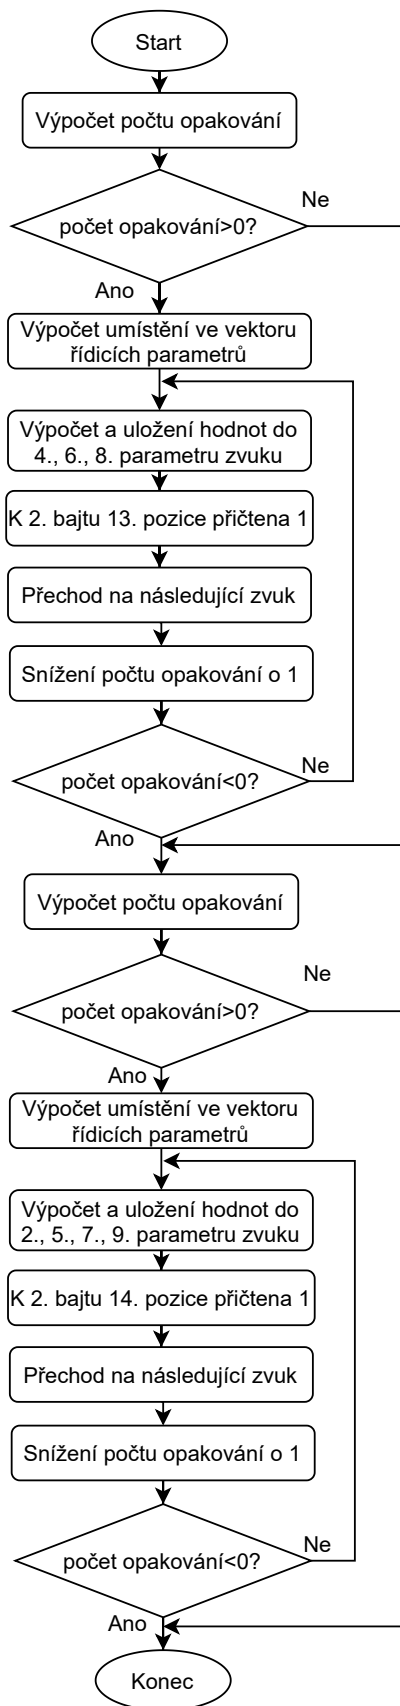 Start
Výpočet počtu opakování
Ne
počet opakování>0?
Ano
Výpočet umístění ve vektoru
řídicích parametrů
Výpočet a uložení hodnot do
4., 6., 8. parametru zvuku
K 2. bajtu 13. pozice přičtena 1
Přechod na následující zvuk
Snížení počtu opakování o 1
Ne
počet opakování<0?
Ano
Výpočet počtu opakování
Ne
počet opakování>0?
Ano
Výpočet umístění ve vektoru
řídicích parametrů
Výpočet a uložení hodnot do
2., 5., 7., 9. parametru zvuku
K 2. bajtu 14. pozice přičtena 1
Přechod na následující zvuk
Snížení počtu opakování o 1
Ne
počet opakování<0?
Ano
Konec